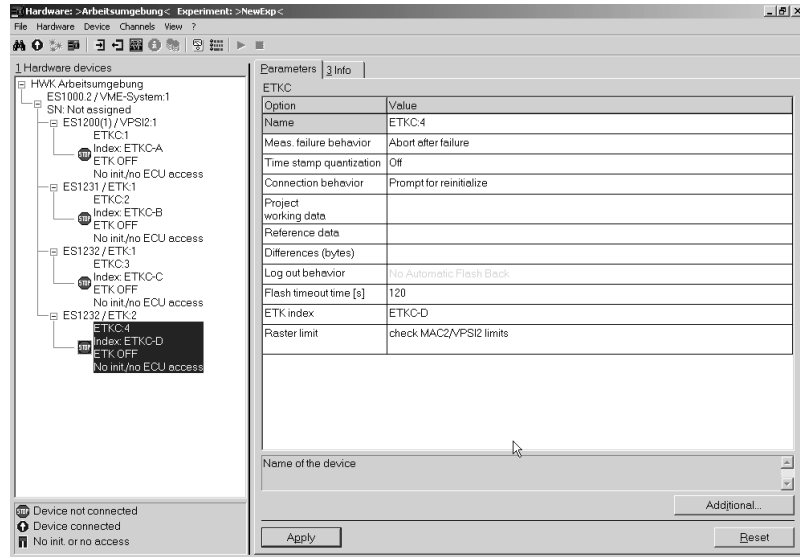 Hardware: >Arbeitsumgebung< Experiment: >NewExp<
File Hardware Device Channels View ?
1 Hardware devices
HWK Arbeitsumgebung
ES1000.2 / VME-System:1
SN: Not assigned
ES1200(1) / VPSI2:1
ETKC:1
Index: ETKC-A
ETK OFF
No init./no ECU access
ES1231 / ETK:1
ETKC:2
Index: ETKC-B
ETK OFF
No init./no ECU access
ES1232 / ETK:1
ETKC:3
Index: ETKC-C
ETK OFF
No init./no ECU access
ES1232 / ETK:2
ETKC:4
Index: ETKC-D
ETK OFF
No init./no ECU access
Device not connected
Device connected
No init. or no access
Parameters 3 Info
ETKC
Option Value
Name ETKC:4
Meas. failure behavior Abort after failure
Time stamp quantization Off
Connection behavior Prompt for reinitialize
Project
working data
Reference data
Differences (bytes)
Log out behavior No Automatic Flash Back
Flash timeout time [s] 120
ETK index ETKC-D
Raster limit check MAC2/VPSI2 limits
Name of the device
Additional...
Apply Reset